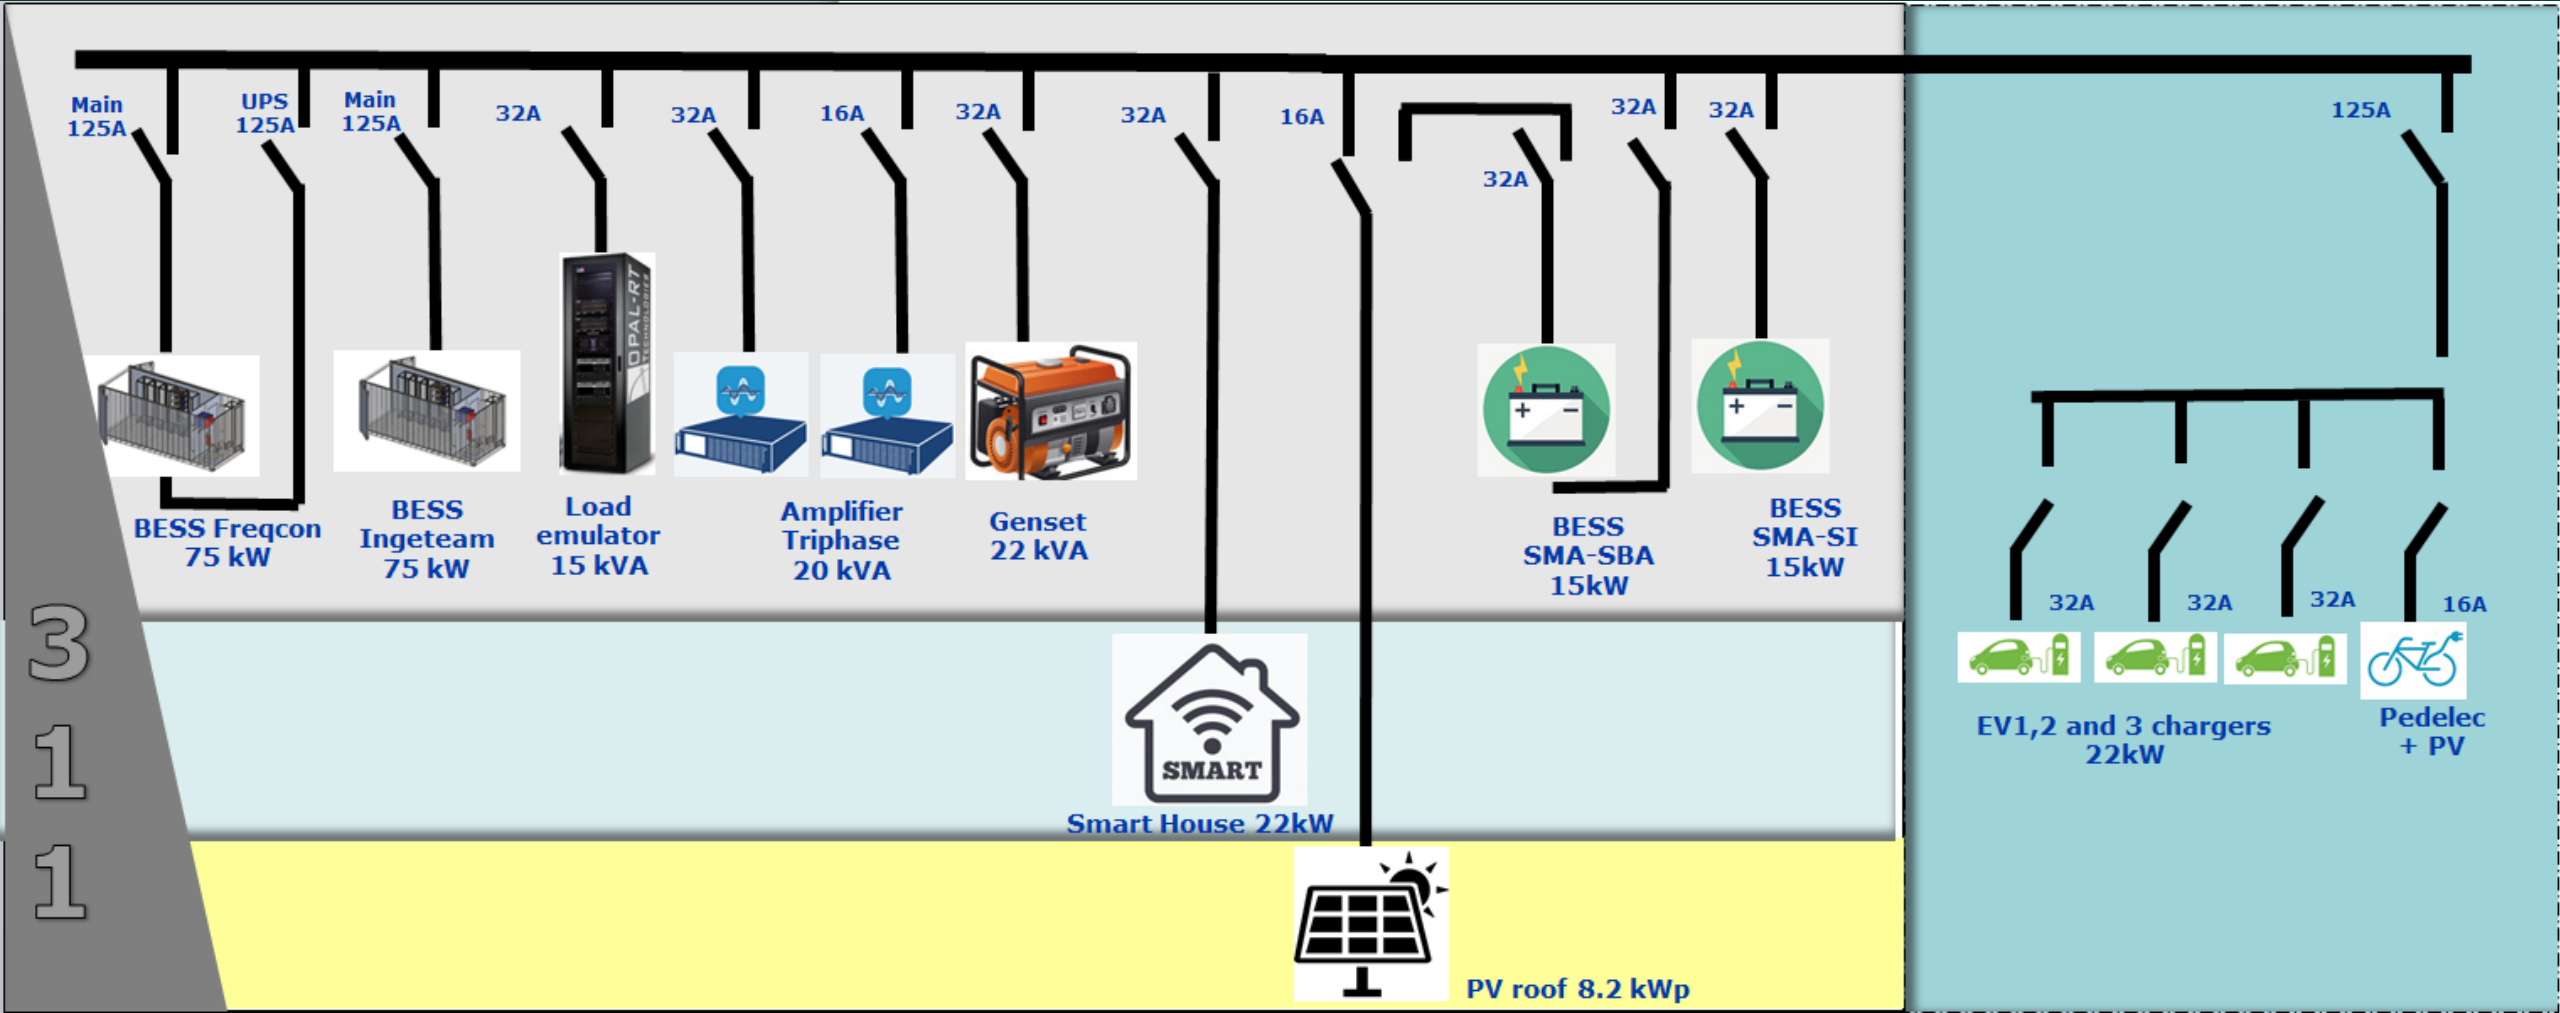 Main
125A
UPS
125A
Main
125A
32A
32A
16A
32A
32A
16A
32A
32A
32A
125A
OPAL-RT
TECHNOLOGIES
BESS Freqcon
75 kW
BESS
Ingeteam
75 kW
Load
emulator
15 kVA
Amplifier
Triphase
20 kVA
Genset
22 kVA
BESS
SMA-SBA
15kW
BESS
SMA-SI
15kW
32A
32A
32A
16A
EV1,2 and 3 chargers
22kW
Pedelec
+ PV
3
1
1
SMART
Smart House 22kW
PV roof 8.2 kWp